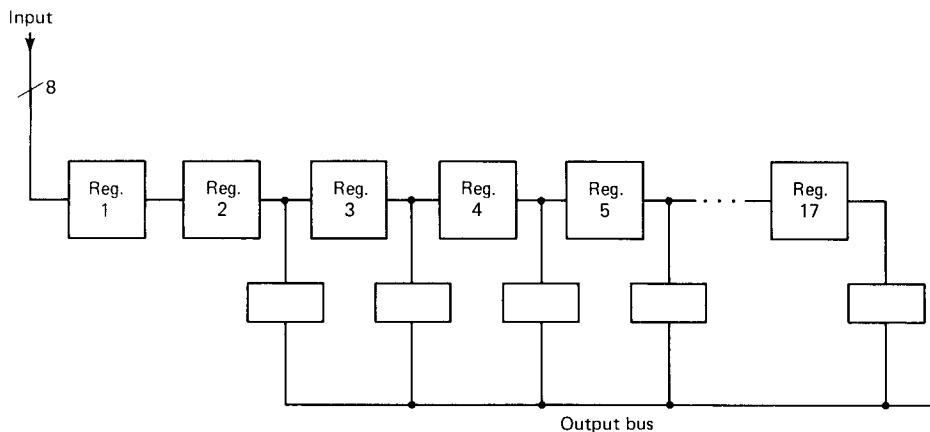 Input
8
Reg.
1
Reg.
2
Reg.
3
Reg.
4
Reg.
5
Reg.
17
Output bus